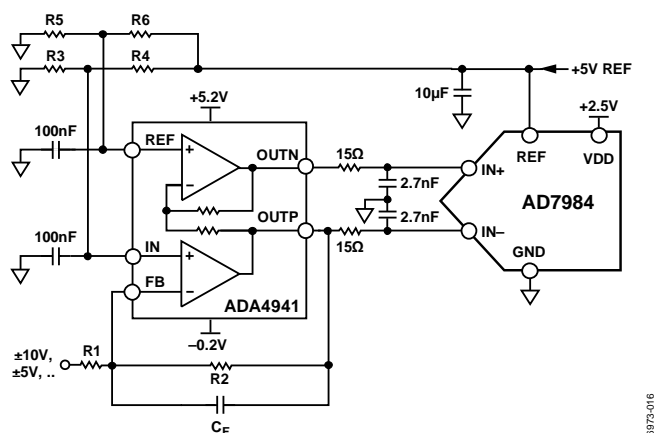 R5
R6
R3
R4
+5V REF
10µF
+5.2V
+2.5V
100nF
REF
OUTN
15Ω
REF
VDD
IN+
2.7nF
AD7984
OUTP
2.7nF
100nF
15Ω
IN–
IN
GND
FB
ADA4941
–0.2V
±10V,
±5V, ..
R1
R2
CF